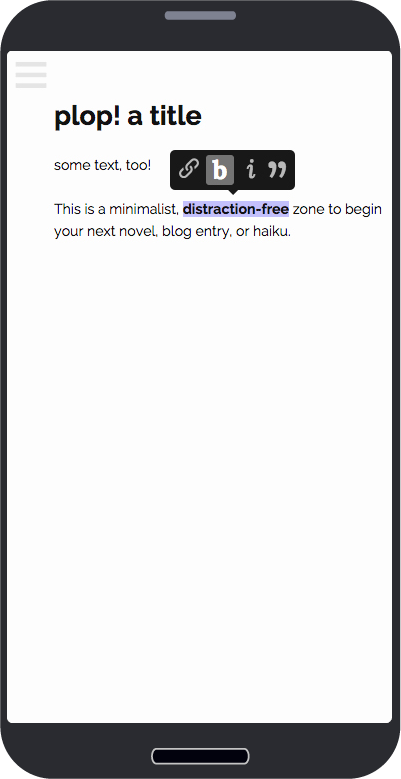 plop! a title
some text, too!
b i ”
This is a minimalist, distraction-free zone to begin
your next novel, blog entry, or haiku.